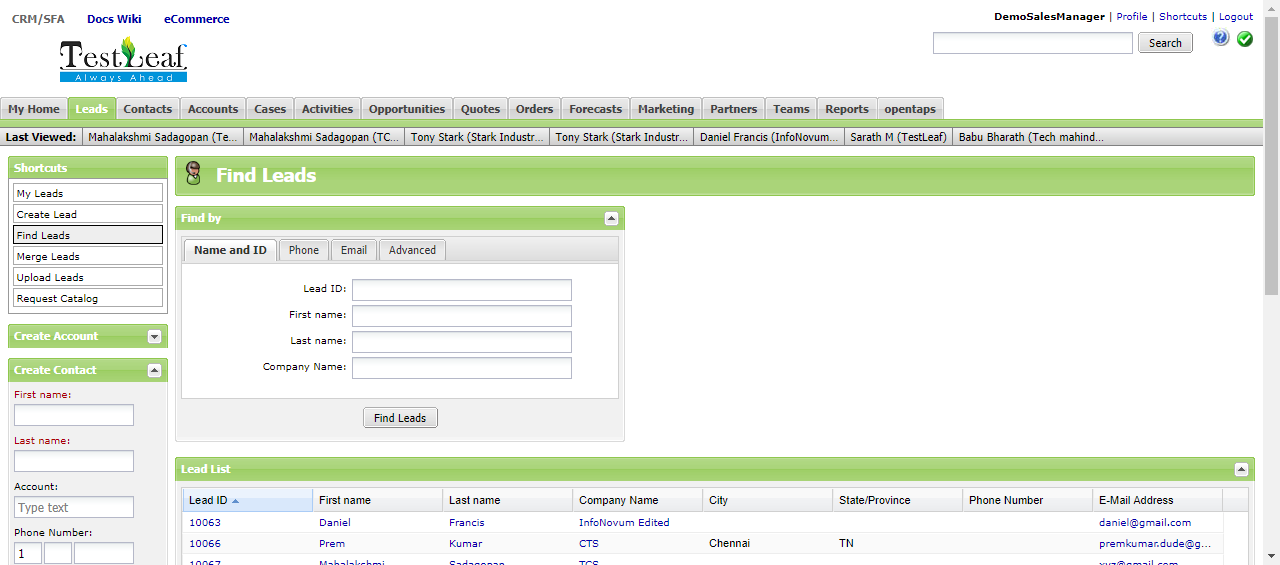 CRM/SFA Docs Wiki eCommerce
DemoSalesManager | Profile | Shortcuts | Logout
Search
TestLeaf
Always Ahead
My Home Leads Contacts Accounts Cases Activities Opportunities Quotes Orders Forecasts Marketing Partners Teams Reports opentaps
Last Viewed: Mahalakshmi Sadagopan (Te... Mahalakshmi Sadagopan (TC... Tony Stark (Stark Industr... Tony Stark (Stark Industr... Daniel Francis (InfoNovum... Sarath M (TestLeaf) Babu Bharath (Tech mahind...
Shortcuts
My Leads
Create Lead
Find Leads
Merge Leads
Upload Leads
Request Catalog
Create Account
Create Contact
First name:
Last name:
Account:
Type text
Phone Number:
1
Find Leads
Find by
Name and ID Phone Email Advanced
Lead ID:
First name:
Last name:
Company Name:
Find Leads
Lead List
Lead ID First name Last name Company Name City State/Province Phone Number E-Mail Address
10063 Daniel Francis InfoNovum Edited daniel@gmail.com
10066 Prem Kumar CTS Chennai TN premkumar.dude@g...
10067 Mahalakshmi Sadagopan TCS xyz@gmail.com